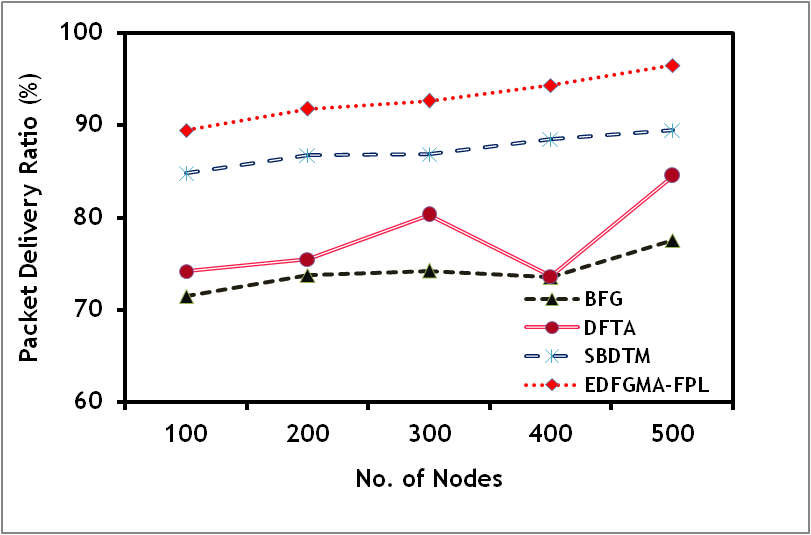 100
90
80
70
60
Packet Delivery Ratio (%)
BFG
DFTA
SBDTM
EDFGMA-FPL
100 200 300 400 500
No. of Nodes